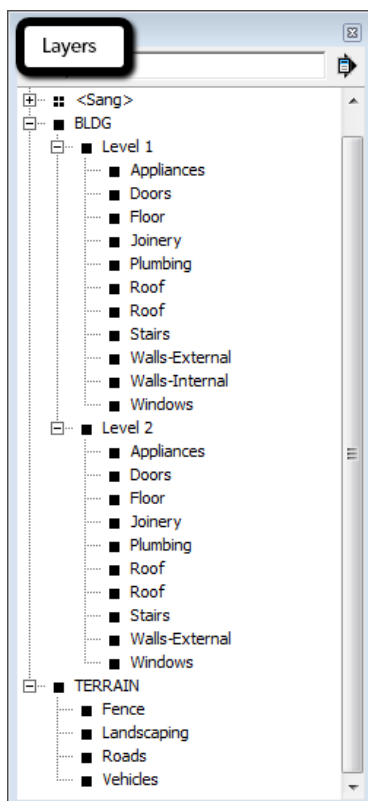 Layers
<Sang>
BLDG
Level 1
Appliances
Doors
Floor
Joinery
Plumbing
Roof
Roof
Stairs
Walls-External
Walls-Internal
Windows
Level 2
Appliances
Doors
Floor
Joinery
Plumbing
Roof
Roof
Stairs
Walls-External
Windows
TERRAIN
Fence
Landscaping
Roads
Vehicles